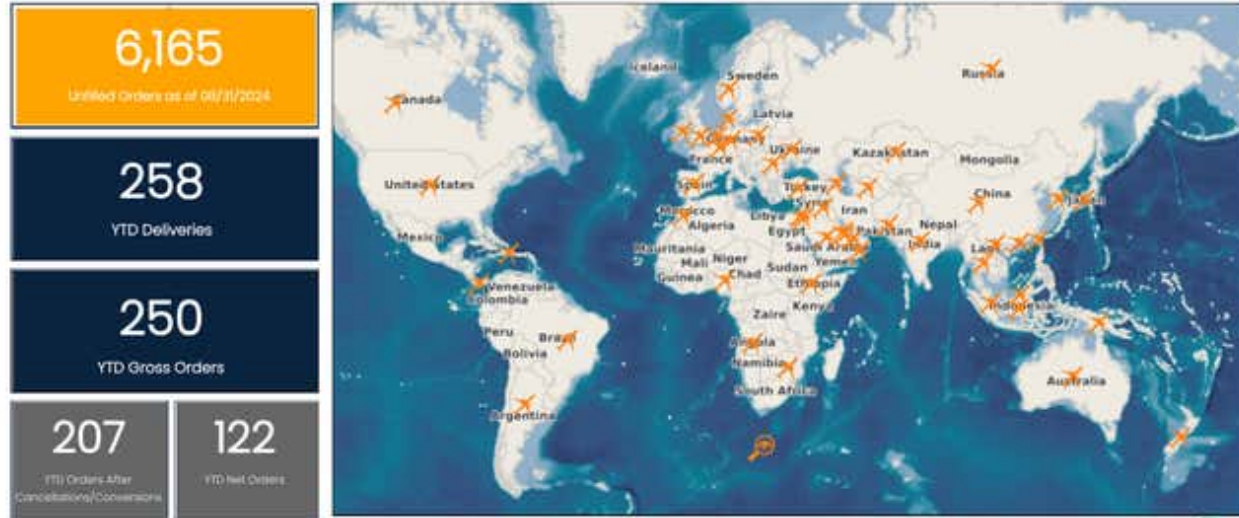 6,165
Unfilled Orders as of 08/31/2024
258
YTD Deliveries
250
YTD Gross Orders
207
YTD Orders After
Cancellations/Conversions
122
YTD Net Orders
Iceland
Sweden
Russia
Canada
Latvia
Germany
Ukraine
France
Kazakhstan
Mongolia
United States
Spain
Turkey
Syria
China
Japan
Morocco
Algeria
Libya
Egypt
Iran
Nepal
Mexico
Mauritania
Mali
Niger
Chad
Sudan
Saudi Arabia
Pakistan
India
Yemen
Guinea
Ethiopia
Venezuela
Colombia
Kenya
Indonesia
Zaire
Peru
Brazil
Bolivia
Angola
Namibia
South Africa
Australia
Argentina